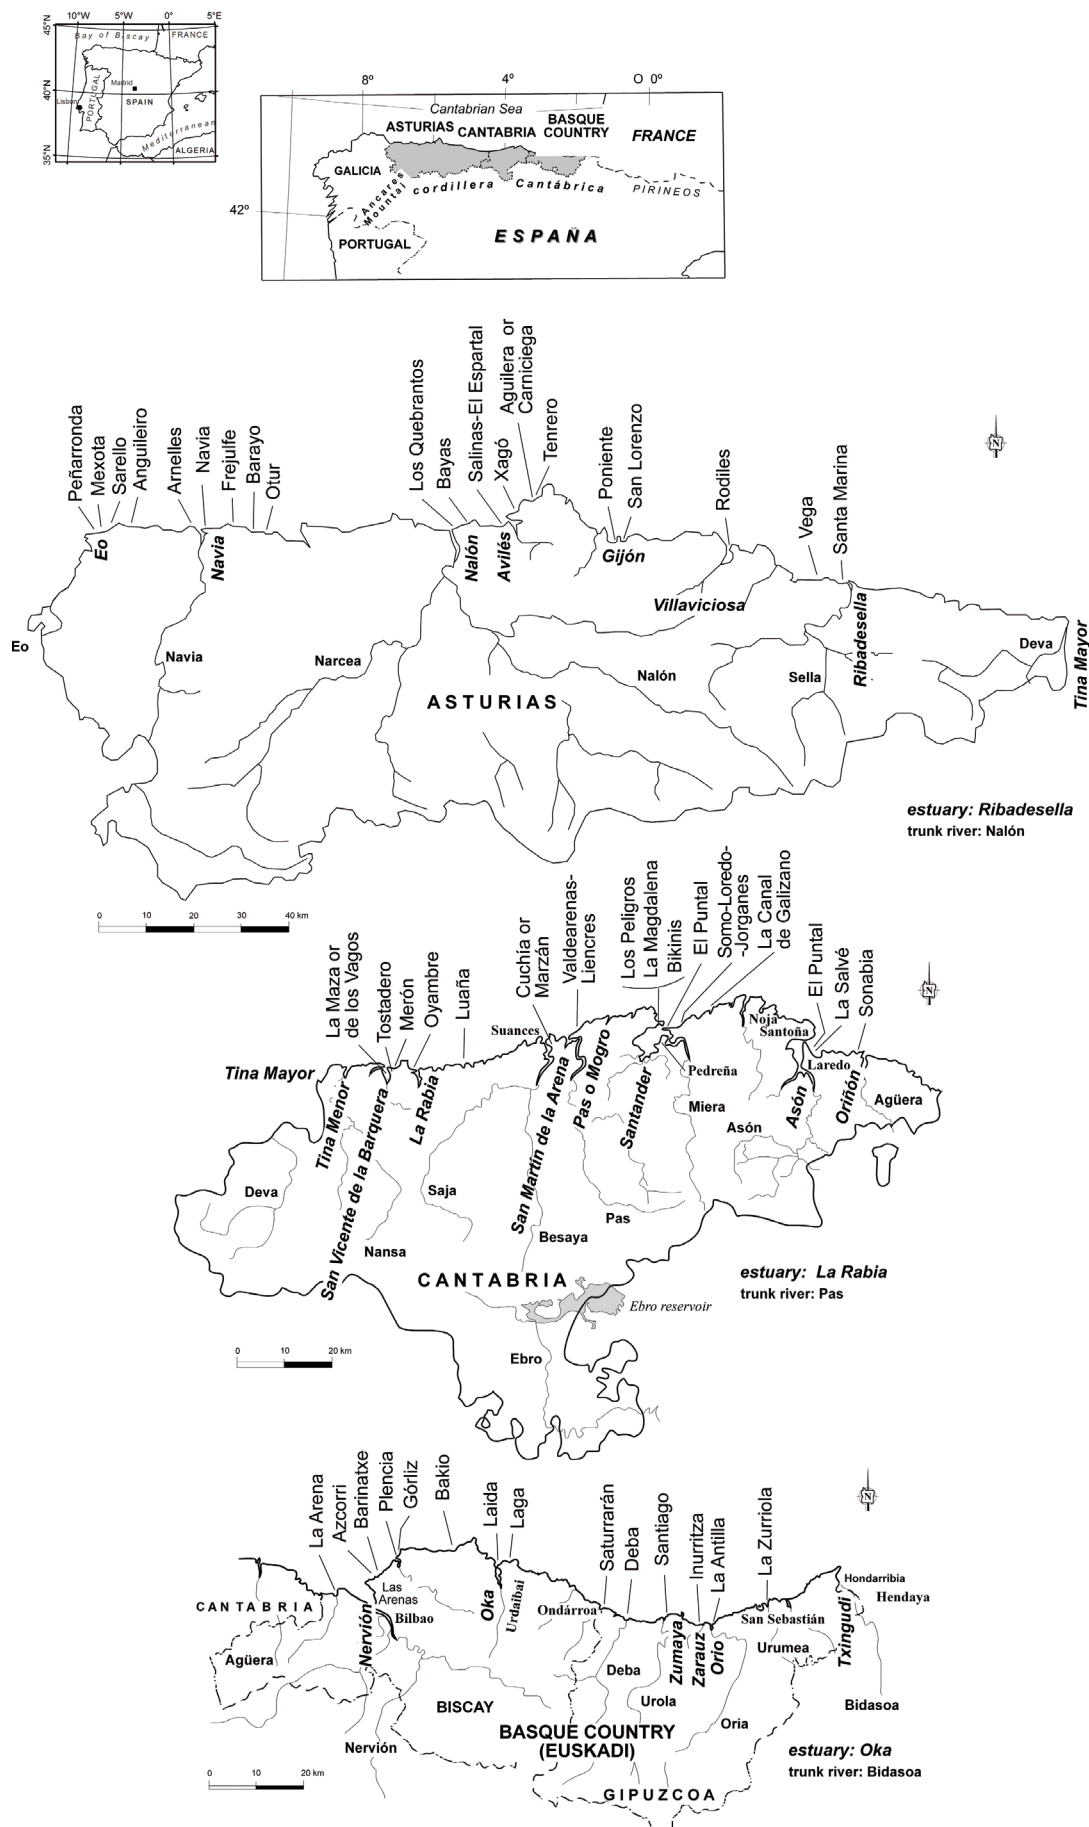 10°W 5°W 0° 5°E
45°N
Bay of Biscay
FRANCE
40°N
Madrid
Lisbon
PORTUGAL
SPAIN
Mediterranean
ALGERIA
35°N
8° 4° O 0°
Cantabrian Sea
ASTURIAS
CANTABRIA
BASQUE
COUNTRY
FRANCE
GALICIA
Ancares
Mountai
cordillera Cantábrica
PIRINEOS
42°
PORTUGAL
ESPAÑA
Peñarronda
Mexota
Sarello
Anguileiro
Arnelles
Navia
Frejulfe
Barayo
Otur
Los Quebrantos
Bayas
Salinas-El Espartal
Xagó
Aguilera or
Carniciega
Tenrero
Poniente
San Lorenzo
Rodiles
Vega
Santa Marina
N
Eo
Navia
Nalón
Avilés
Gijón
Villaviciosa
Ribadesella
Tina Mayor
Eo
Navia
Narcea
Nalón
Sella
Deva
ASTURIAS
estuary: Ribadesella
trunk river: Nalón
0 10 20 30 40 km
La Maza or
de los Vagos
Tostadero
Merón
Oyambre
Luaña
Cuchía or
Marzán
Valdearenas-
Liencres
Los Peligros
La Magdalena
Bikinis
El Puntal
Somo-Loredo-
-Jorganes
La Canal
de Galizano
El Puntal
La Salvé
Sonabia
N
Suances
Noja
Santoña
Laredo
Pedreña
Tina Mayor
Tina Menor
San Vicente de la Barquera
La Rabia
San Martín de la Arena
Pas o Mogro
Santander
Asón
Oriñón
Agüera
Miera
Asón
Deva
Saja
Nansa
Besaya
Pas
CANTABRIA
Ebro reservoir
Ebro
estuary: La Rabia
trunk river: Pas
0 10 20 km
La Arena
Azcorri
Barinatxe
Plencia
Górliz
Bakio
Laida
Laga
Saturrarán
Deba
Santiago
Inurritza
La Antilla
La Zurriola
N
CANTABRIA
Las
Arenas
Bilbao
Nervión
Oka
Urdaibai
Ondárroa
Zumaya
Zarauz
Orio
San Sebastián
Urumea
Txingudi
Hondarribia
Hendaya
Agüera
Deba
Urola
Oria
Bidasoa
BISCAY
BASQUE COUNTRY
(EUSKADI)
Nervión
GIPUZCOA
estuary: Oka
trunk river: Bidasoa
0 10 20 km